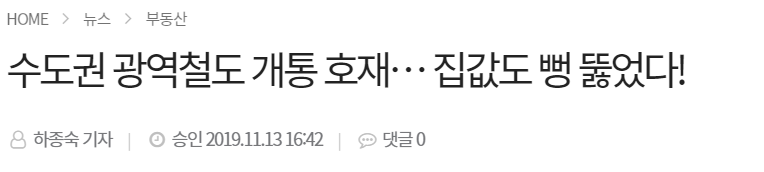 HOME > 뉴스 > 부동산
수도권 광역철도 개통 호재… 집값도 뻥 뚫었다!
하종숙 기자 | 승인 2019.11.13 16:42 | 댓글 0